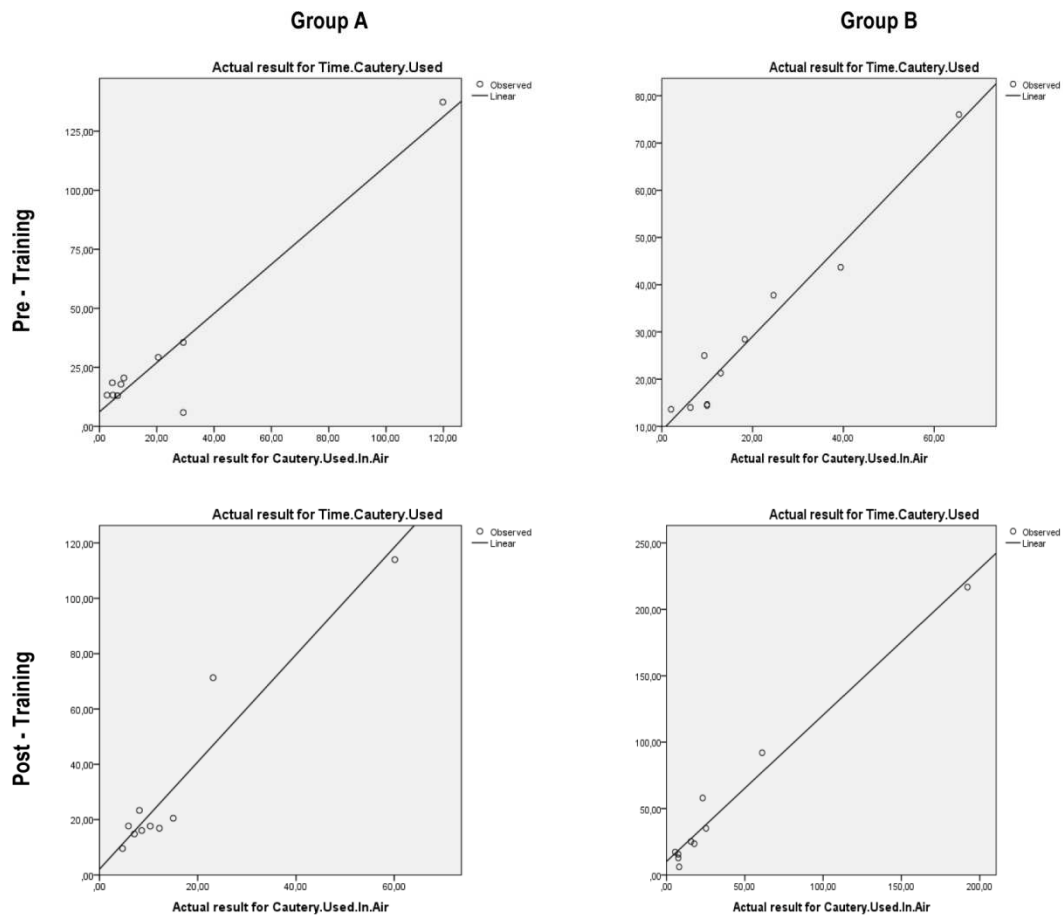 Group A
Group B
Pre - Training
Actual result for Time.Cautery.Used
Observed
Linear
125,00
100,00
75,00
50,00
25,00
,00
,00 20,00 40,00 60,00 80,00 100,00 120,00
Actual result for Cautery.Used.In.Air
Actual result for Time.Cautery.Used
Observed
Linear
80,00
70,00
60,00
50,00
40,00
30,00
20,00
10,00
,00 20,00 40,00 60,00
Actual result for Cautery.Used.In.Air
Post - Training
Actual result for Time.Cautery.Used
Observed
Linear
120,00
100,00
80,00
60,00
40,00
20,00
,00
,00 20,00 40,00 60,00
Actual result for Cautery.Used.In.Air
Actual result for Time.Cautery.Used
Observed
Linear
250,00
200,00
150,00
100,00
50,00
,00
,00 50,00 100,00 150,00 200,00
Actual result for Cautery.Used.In.Air